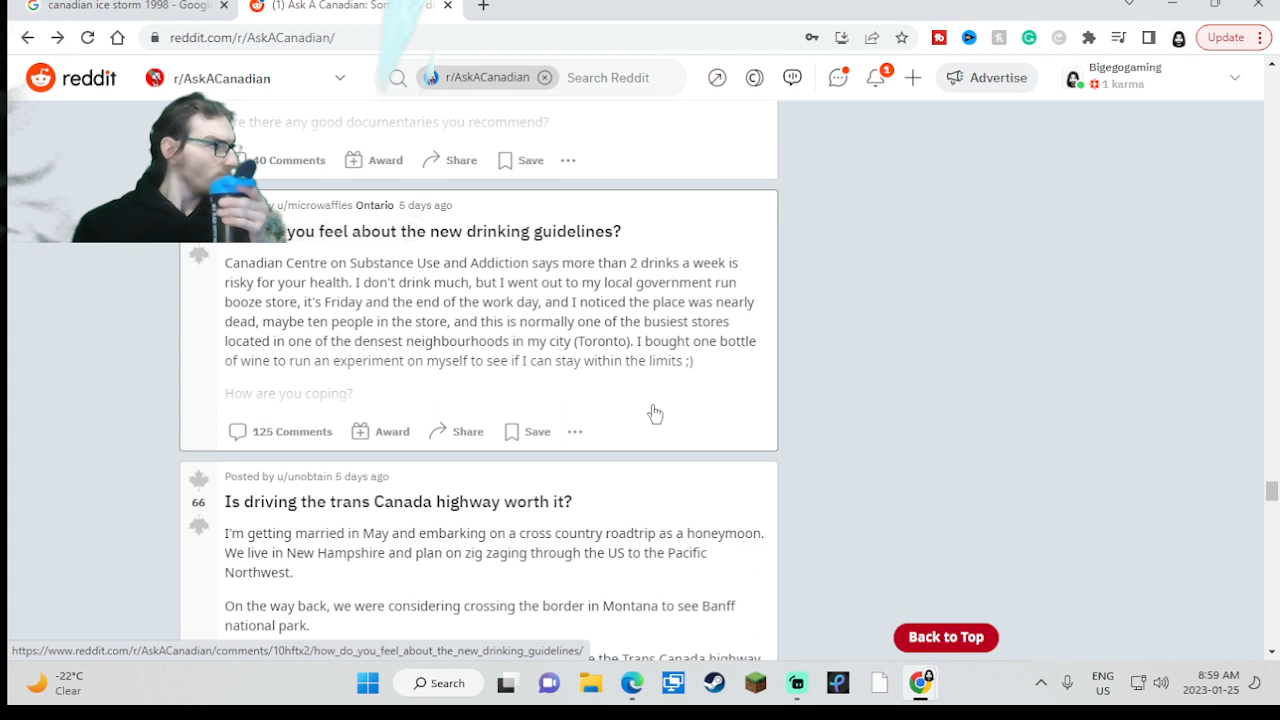 canadian ice storm 1998 - Googl
(1) Ask A Canadian: Som
reddit.com/r/AskACanadian/
Update
reddit
r/AskACanadian
r/AskACanadian
Search Reddit
Advertise
Bigegogaming
1 karma
1
re there any good documentaries you recommend?
40 Comments
Award
Share
Save
u/microwaffles Ontario 5 days ago
you feel about the new drinking guidelines?
Canadian Centre on Substance Use and Addiction says more than 2 drinks a week is
risky for your health. I don't drink much, but I went out to my local government run
booze store, it's Friday and the end of the work day, and I noticed the place was nearly
dead, maybe ten people in the store, and this is normally one of the busiest stores
located in one of the densest neighbourhoods in my city (Toronto). I bought one bottle
of wine to run an experiment on myself to see if I can stay within the limits ;)
How are you coping?
125 Comments
Award
Share
Save
Posted by u/unobtain 5 days ago
66
Is driving the trans Canada highway worth it?
I'm getting married in May and embarking on a cross country roadtrip as a honeymoon.
We live in New Hampshire and plan on zig zaging through the US to the Pacific
Northwest.
On the way back, we were considering crossing the border in Montana to see Banff
national park.
e the Trans Canada highway
Back to Top
https://www.reddit.com/r/AskACanadian/comments/10hftx2/how_do_you_feel_about_the_new_drinking_guidelines/
-22°C
Clear
Search
ENG
US
8:59 AM
2023-01-25